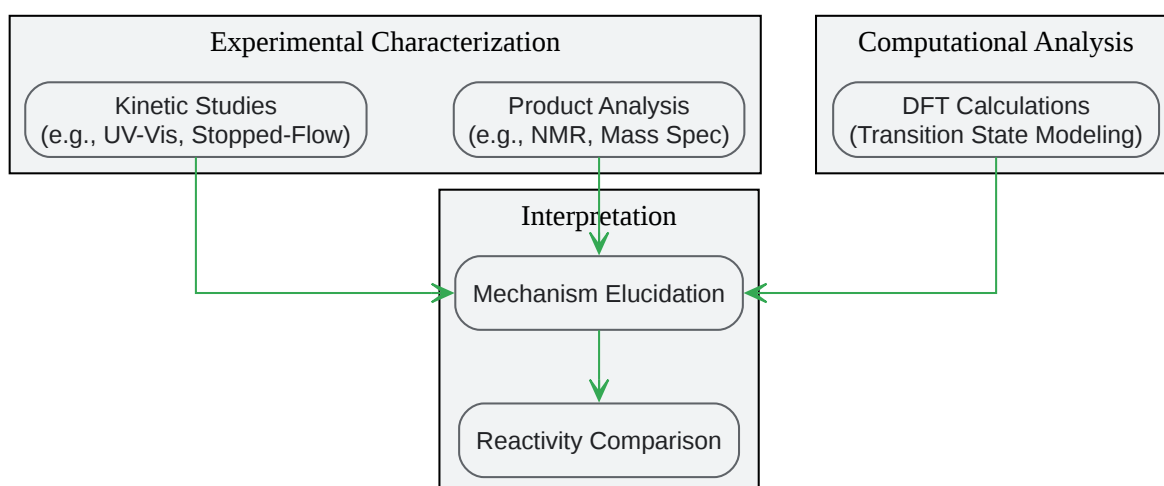 Experimental Characterization
Kinetic Studies
(e.g., UV-Vis, Stopped-Flow)
Product Analysis
(e.g., NMR, Mass Spec)
Computational Analysis
DFT Calculations
(Transition State Modeling)
Interpretation
Mechanism Elucidation
Reactivity Comparison